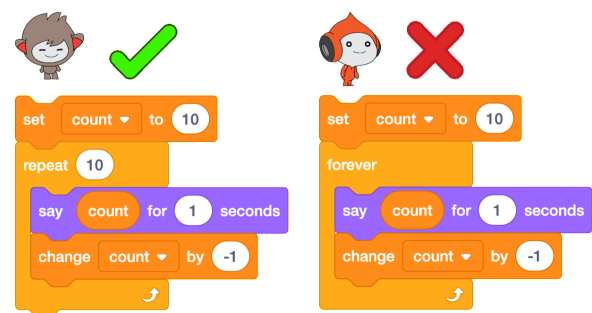 set count to 10
repeat 10
say count for 1 seconds
change count by -1
set count to 10
forever
say count for 1 seconds
change count by -1